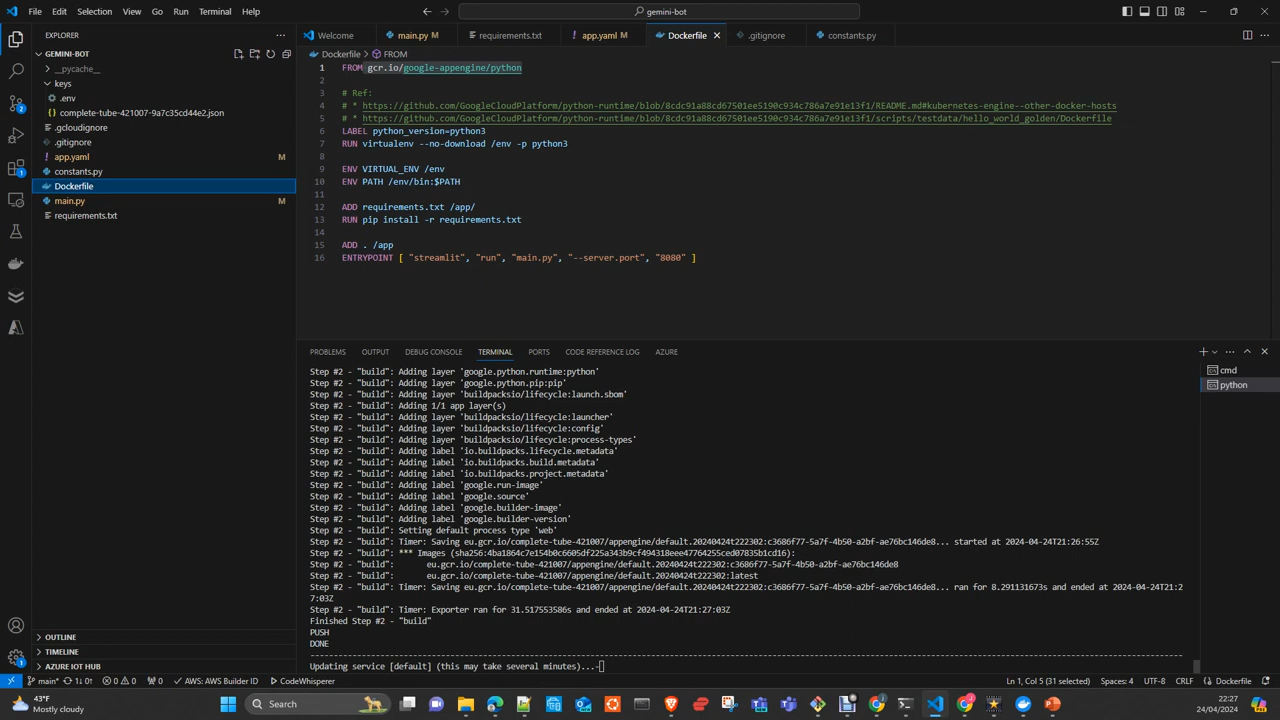 File Edit Selection View Go Run Terminal Help
gemini-bot
EXPLORER
GEMINI-BOT
__pycache__
keys
.env
complete-tube-421007-9a7c35cd44e2.json
.gcloudignore
.gitignore
app.yaml M
constants.py
Dockerfile
main.py M
requirements.txt
OUTLINE
TIMELINE
AZURE IOT HUB
Welcome main.py M requirements.txt app.yaml M Dockerfile .gitignore constants.py
Dockerfile > FROM
1 FROM gcr.io/google-appengine/python
2
3 # Ref:
4 # * https://github.com/GoogleCloudPlatform/python-runtime/blob/8cdc91a88cd67501ee5190c934c786a7e91e13f1/README.md#kubernetes-engine--other-docker-hosts
5 # * https://github.com/GoogleCloudPlatform/python-runtime/blob/8cdc91a88cd67501ee5190c934c786a7e91e13f1/scripts/testdata/hello_world_golden/Dockerfile
6 LABEL python_version=python3
7 RUN virtualenv --no-download /env -p python3
8
9 ENV VIRTUAL_ENV /env
10 ENV PATH /env/bin:$PATH
11
12 ADD requirements.txt /app/
13 RUN pip install -r requirements.txt
14
15 ADD . /app
16 ENTRYPOINT [ "streamlit", "run", "main.py", "--server.port", "8080" ]
PROBLEMS OUTPUT DEBUG CONSOLE TERMINAL PORTS CODE REFERENCE LOG AZURE
cmd
python
Step #2 - "build": Adding layer 'google.python.runtime:python'
Step #2 - "build": Adding layer 'google.python.pip:pip'
Step #2 - "build": Adding layer 'buildpacksio/lifecycle:launch.sbom'
Step #2 - "build": Adding 1/1 app layer(s)
Step #2 - "build": Adding layer 'buildpacksio/lifecycle:launcher'
Step #2 - "build": Adding layer 'buildpacksio/lifecycle:config'
Step #2 - "build": Adding layer 'buildpacksio/lifecycle:process-types'
Step #2 - "build": Adding label 'io.buildpacks.lifecycle.metadata'
Step #2 - "build": Adding label 'io.buildpacks.build.metadata'
Step #2 - "build": Adding label 'io.buildpacks.project.metadata'
Step #2 - "build": Adding label 'google.run-image'
Step #2 - "build": Adding label 'google.source'
Step #2 - "build": Adding label 'google.builder-image'
Step #2 - "build": Adding label 'google.builder-version'
Step #2 - "build": Setting default process type 'web'
Step #2 - "build": Timer: Saving eu.gcr.io/complete-tube-421007/appengine/default.20240424t222302:c3686f77-5a7f-4b50-a2bf-ae76bc146de8... started at 2024-04-24T21:26:55Z
Step #2 - "build": *** Images (sha256:4ba1864c7e154b0c6605df225a343b9cf494318eee47764255ced07835b1cd16):
Step #2 - "build": eu.gcr.io/complete-tube-421007/appengine/default.20240424t222302:c3686f77-5a7f-4b50-a2bf-ae76bc146de8
Step #2 - "build": eu.gcr.io/complete-tube-421007/appengine/default.20240424t222302:latest
Step #2 - "build": Timer: Saving eu.gcr.io/complete-tube-421007/appengine/default.20240424t222302:c3686f77-5a7f-4b50-a2bf-ae76bc146de8... ran for 8.291131673s and ended at 2024-04-24T21:2
7:03Z
Step #2 - "build": Timer: Exporter ran for 31.517553586s and ended at 2024-04-24T21:27:03Z
Finished Step #2 - "build"
PUSH
DONE
Updating service [default] (this may take several minutes)...-
main* 1↓ 0↑ 0 0 0 AWS: AWS Builder ID CodeWhisperer Ln 1, Col 5 (31 selected) Spaces: 4 UTF-8 CRLF Dockerfile
43°F
Mostly cloudy
Search
22:27
24/04/2024